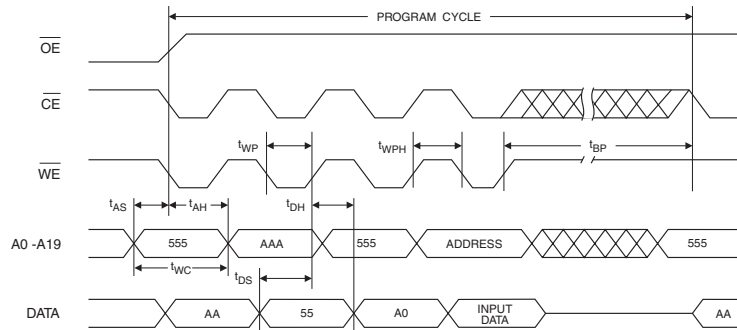 PROGRAM CYCLE
OE
CE
tWP
tWPH
tBP
WE
tAS
tAH
tDH
A0 -A19
555
AAA
555
ADDRESS
555
tWC
tDS
DATA
AA
55
A0
INPUT
DATA
AA